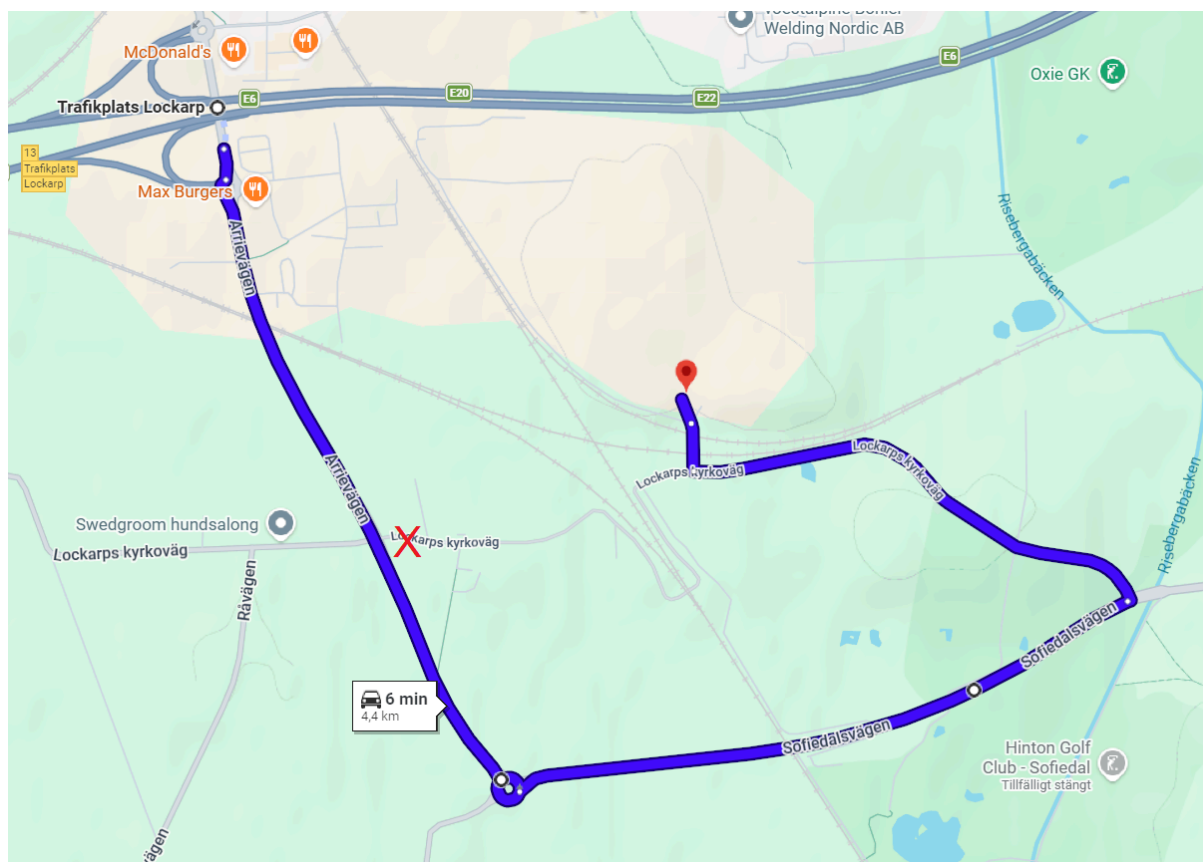 Welding Nordic AB
McDonald's
E6
Oxie GK
E20
E22
E6
Trafikplats Lockarp
13
Trafikplats
Lockarp
Max Burgers
Arrievägen
Risebergabäcken
Lockarps kyrkoväg
Lockarps kyrkoväg
Arrievägen
Swedgroom hundsalong
X
Lockarps kyrkoväg
Lockarps kyrkoväg
Risebergabäcken
Råvägen
Sofiedalsvägen
6 min
4,4 km
Sofiedalsvägen
Hinton Golf
Club - Sofiedal
Tillfälligt stängt